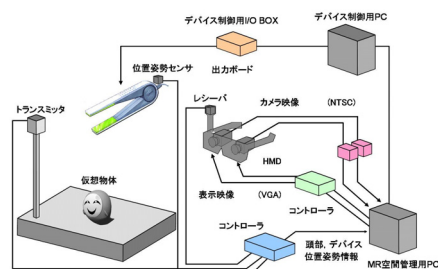 デバイス制御用I/O BOX
デバイス制御用PC
位置姿勢センサ
出力ボード
トランスミッタ
レシーバ
カメラ映像 (NTSC)
HMD
仮想物体
表示映像 (VGA)
コントローラ
コントローラ
頭部, デバイス
位置姿勢情報
MR空間管理用PC